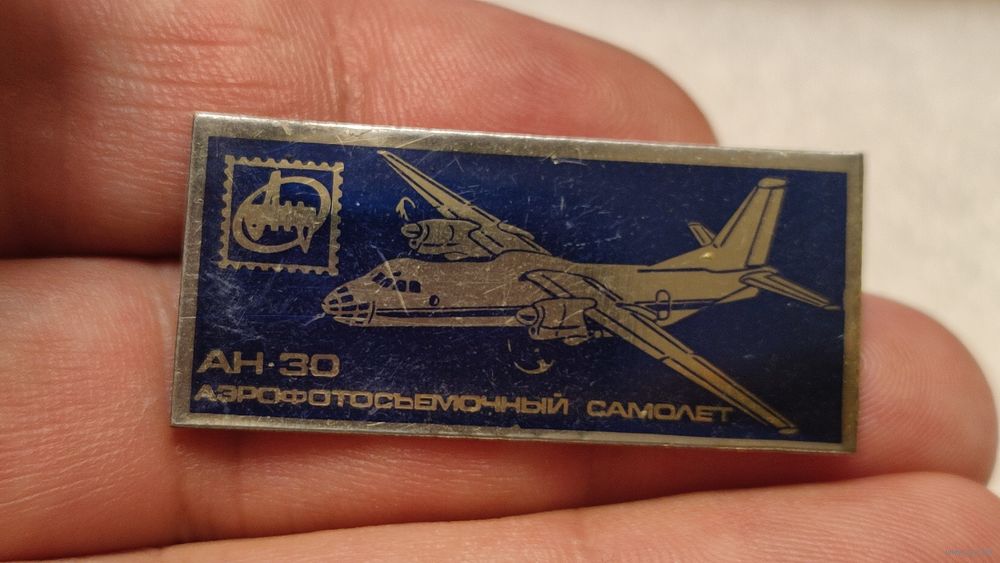 АН·30
АЭРОФОТОСЪЕМОЧНЫЙ САМОЛЕТ